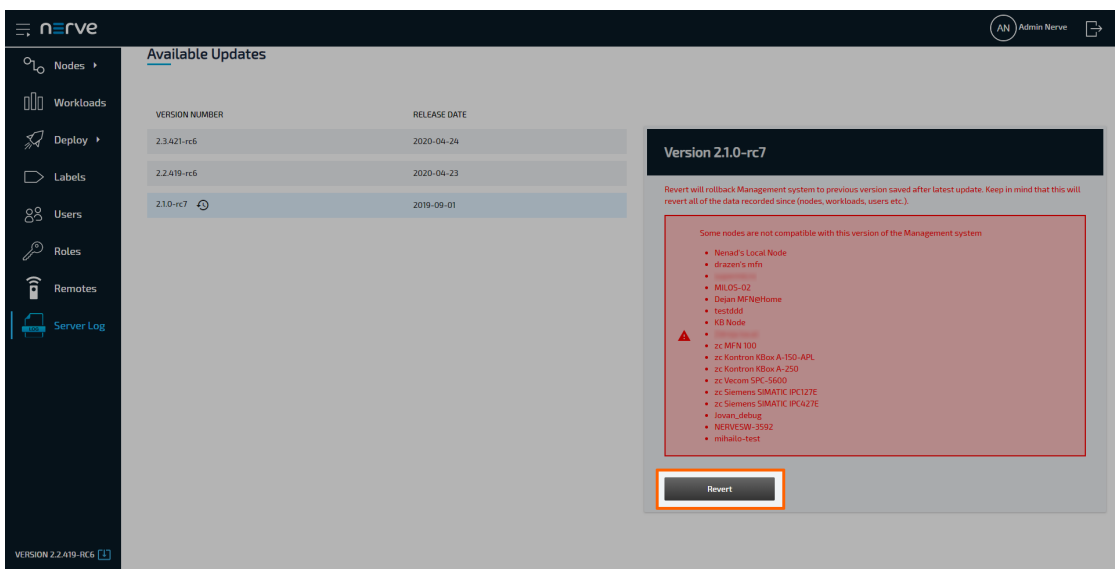 nerve
AN Admin Nerve
Nodes
Workloads
Deploy
Labels
Users
Roles
Remotes
LOG Server Log
VERSION 2.2.419-RC6
Available Updates
VERSION NUMBER RELEASE DATE
2.3.421-rc6 2020-04-24
2.2.419-rc6 2020-04-23
2.1.0-rc7 2019-09-01
Version 2.1.0-rc7
Revert will rollback Management system to previous version saved after latest update. Keep in mind that this will
revert all of the data recorded since (nodes, workloads, users etc.).
Some nodes are not compatible with this version of the Management system
Nenad's Local Node
drazen's mfn
MILOS-02
Dejan MFN@Home
testddd
KB Node
zc MFN 100
zc Kontron KBox A-150-APL
zc Kontron KBox A-250
zc Vecom SPC-5600
zc Siemens SIMATIC IPC127E
zc Siemens SIMATIC IPC427E
Jovan_debug
NERVESW-3592
mihailo-test
Revert